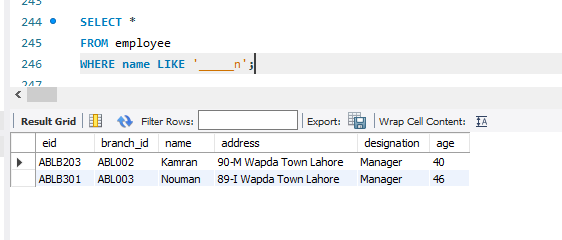 243
244 SELECT *
245 FROM employee
246 WHERE name LIKE '_____n';
247
Result Grid Filter Rows: Export: Wrap Cell Content:
eid branch_id name address designation age
ABLB203 ABL002 Kamran 90-M Wapda Town Lahore Manager 40
ABLB301 ABL003 Nouman 89-I Wapda Town Lahore Manager 46